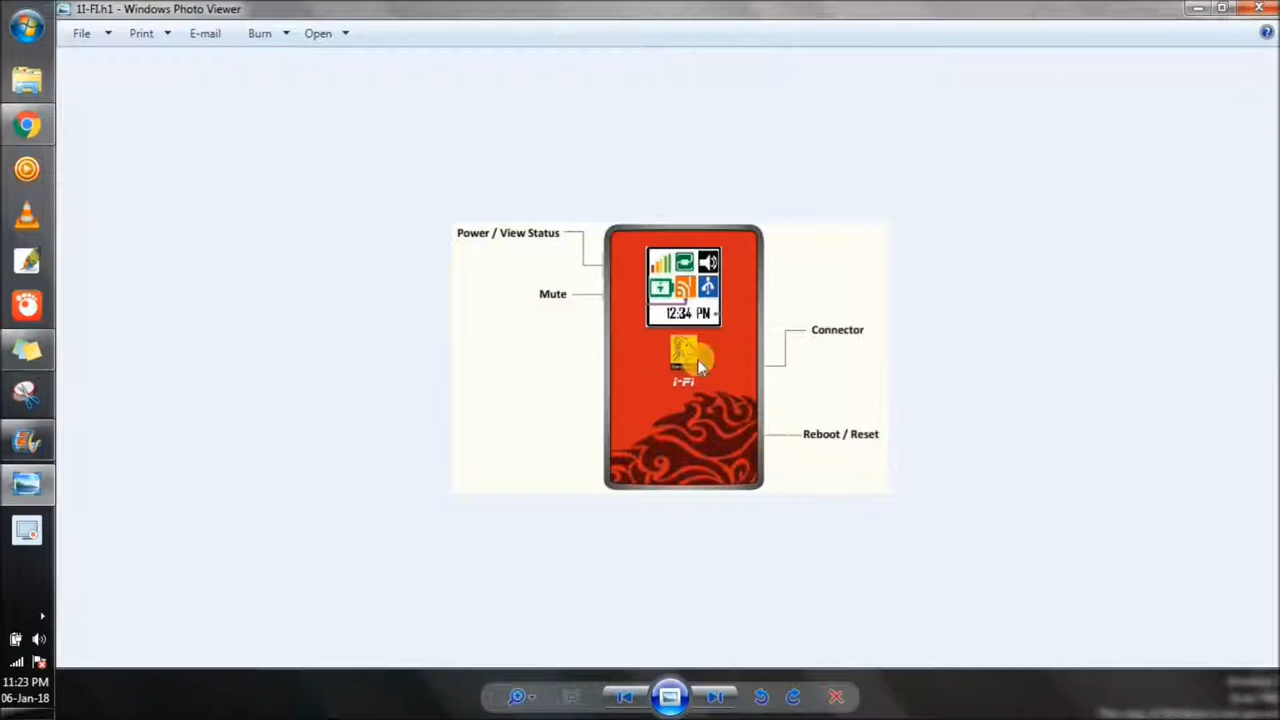 1I-FI.h1 - Windows Photo Viewer
File Print E-mail Burn Open
Power / View Status
Mute
12:34 PM
i-Fi
Connector
Reboot / Reset
11:23 PM
06-Jan-18